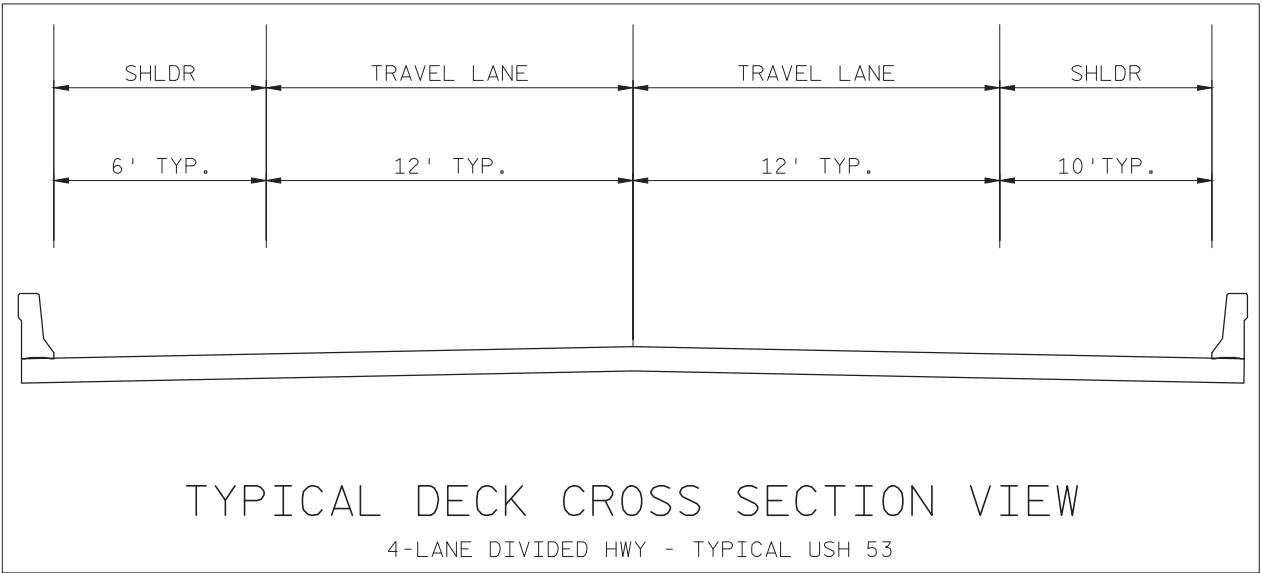 SHLDR TRAVEL LANE TRAVEL LANE SHLDR
6' TYP. 12' TYP. 12' TYP. 10'TYP.
TYPICAL DECK CROSS SECTION VIEW
4-LANE DIVIDED HWY - TYPICAL USH 53